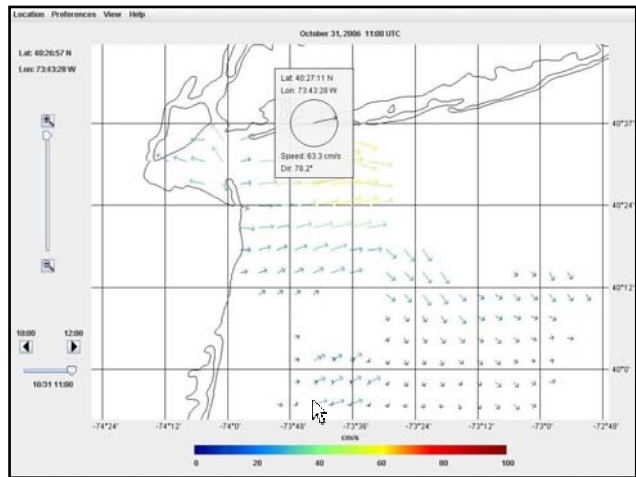 Location Preferences View Help
October 31, 2006 11:00 UTC
Lat: 40:26:57 N
Lon: 73:43:28 W
Lat: 40:27:11 N
Lon: 73:43:28 W
Speed: 63.3 cm/s
Dir: 78.2°
40°37'
40°24'
40°12'
40°0'
10:00 12:00
10/31 11:00
-74°24' -74°12' -74°0' -73°48' -73°36' -73°24' -73°12' -73°0' -72°48'
cm/s
0 20 40 60 80 100